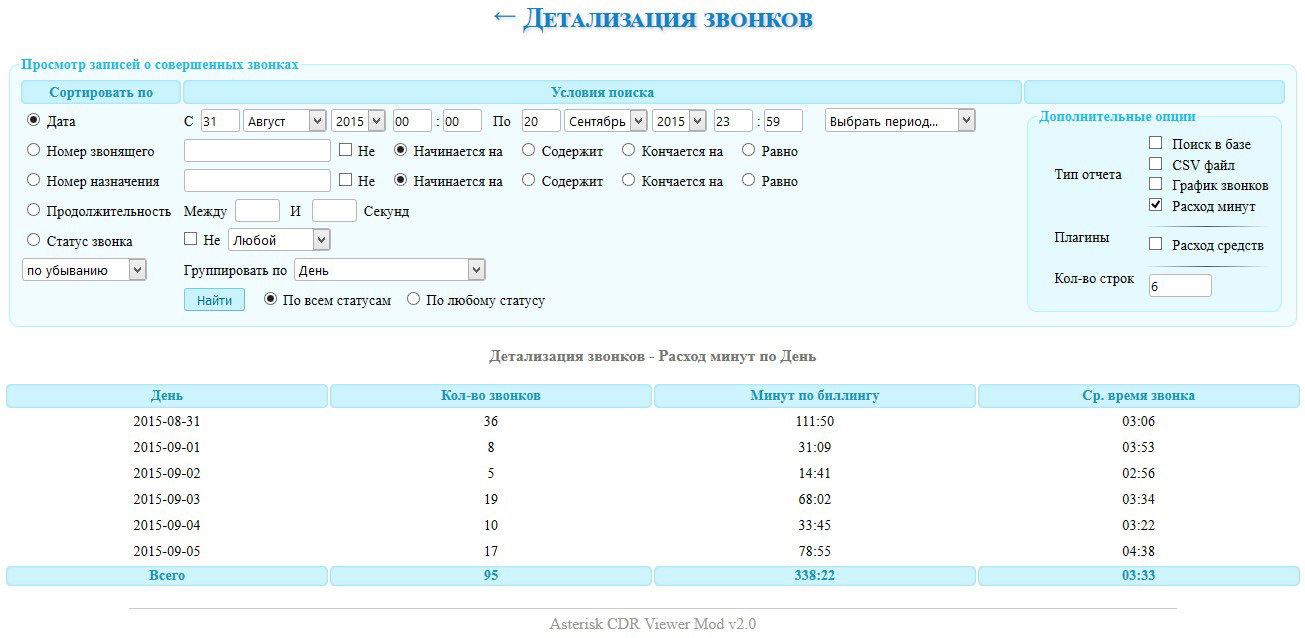 ← Детализация звонков
Просмотр записей о совершенных звонках
Сортировать по Условия поиска
Дата С 31 Август 2015 00 : 00 По 20 Сентябрь 2015 23 : 59 Выбрать период...
Номер звонящего Не Начинается на Содержит Кончается на Равно
Номер назначения Не Начинается на Содержит Кончается на Равно
Продолжительность Между И Секунд
Статус звонка Не Любой
по убыванию Группировать по День
Найти По всем статусам По любому статусу
Дополнительные опции
Поиск в базе
CSV файл
Тип отчета
График звонков
Расход минут
Плагины Расход средств
Кол-во строк 6
Детализация звонков - Расход минут по День
День Кол-во звонков Минут по биллингу Ср. время звонка
2015-08-31 36 111:50 03:06
2015-09-01 8 31:09 03:53
2015-09-02 5 14:41 02:56
2015-09-03 19 68:02 03:34
2015-09-04 10 33:45 03:22
2015-09-05 17 78:55 04:38
Всего 95 338:22 03:33
Asterisk CDR Viewer Mod v2.0